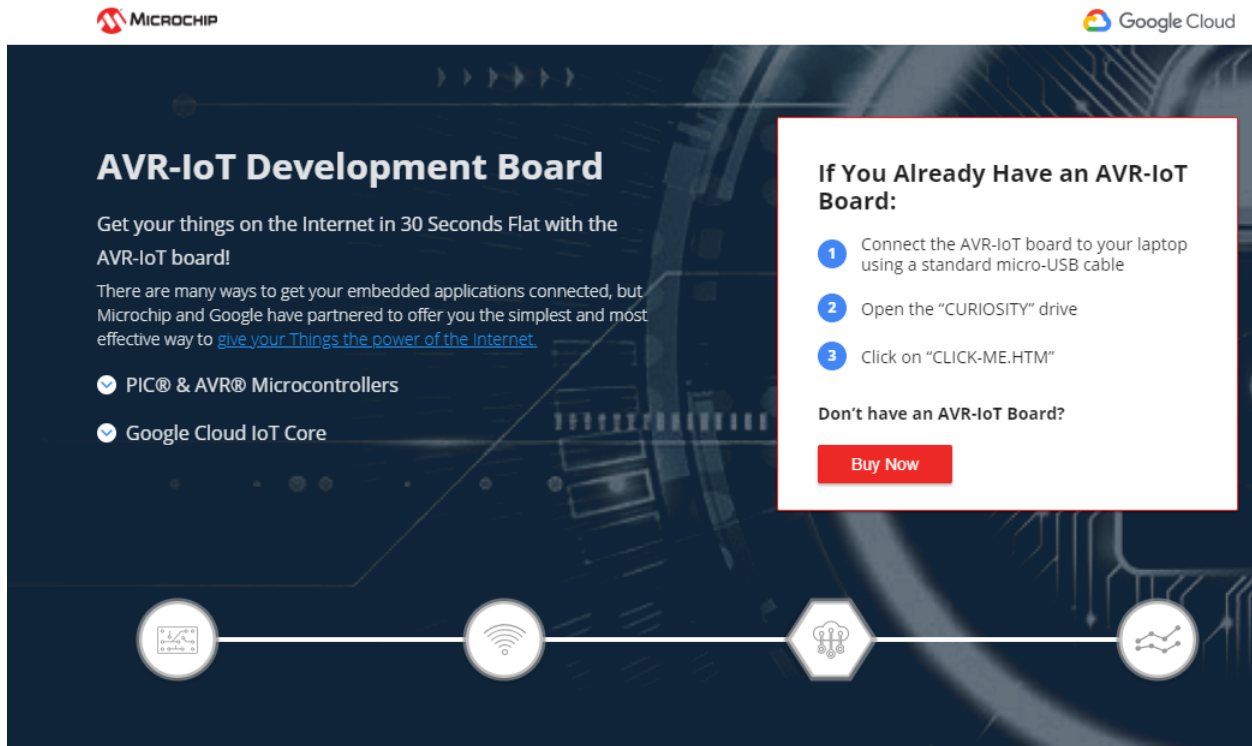 MICROCHIP
Google Cloud
AVR-IoT Development Board
Get your things on the Internet in 30 Seconds Flat with the
AVR-IoT board!
There are many ways to get your embedded applications connected, but
Microchip and Google have partnered to offer you the simplest and most
effective way to give your Things the power of the Internet.
PIC® & AVR® Microcontrollers
Google Cloud IoT Core
If You Already Have an AVR-IoT
Board:
1 Connect the AVR-IoT board to your laptop
using a standard micro-USB cable
2 Open the “CURIOSITY” drive
3 Click on “CLICK-ME.HTM”
Don’t have an AVR-IoT Board?
Buy Now